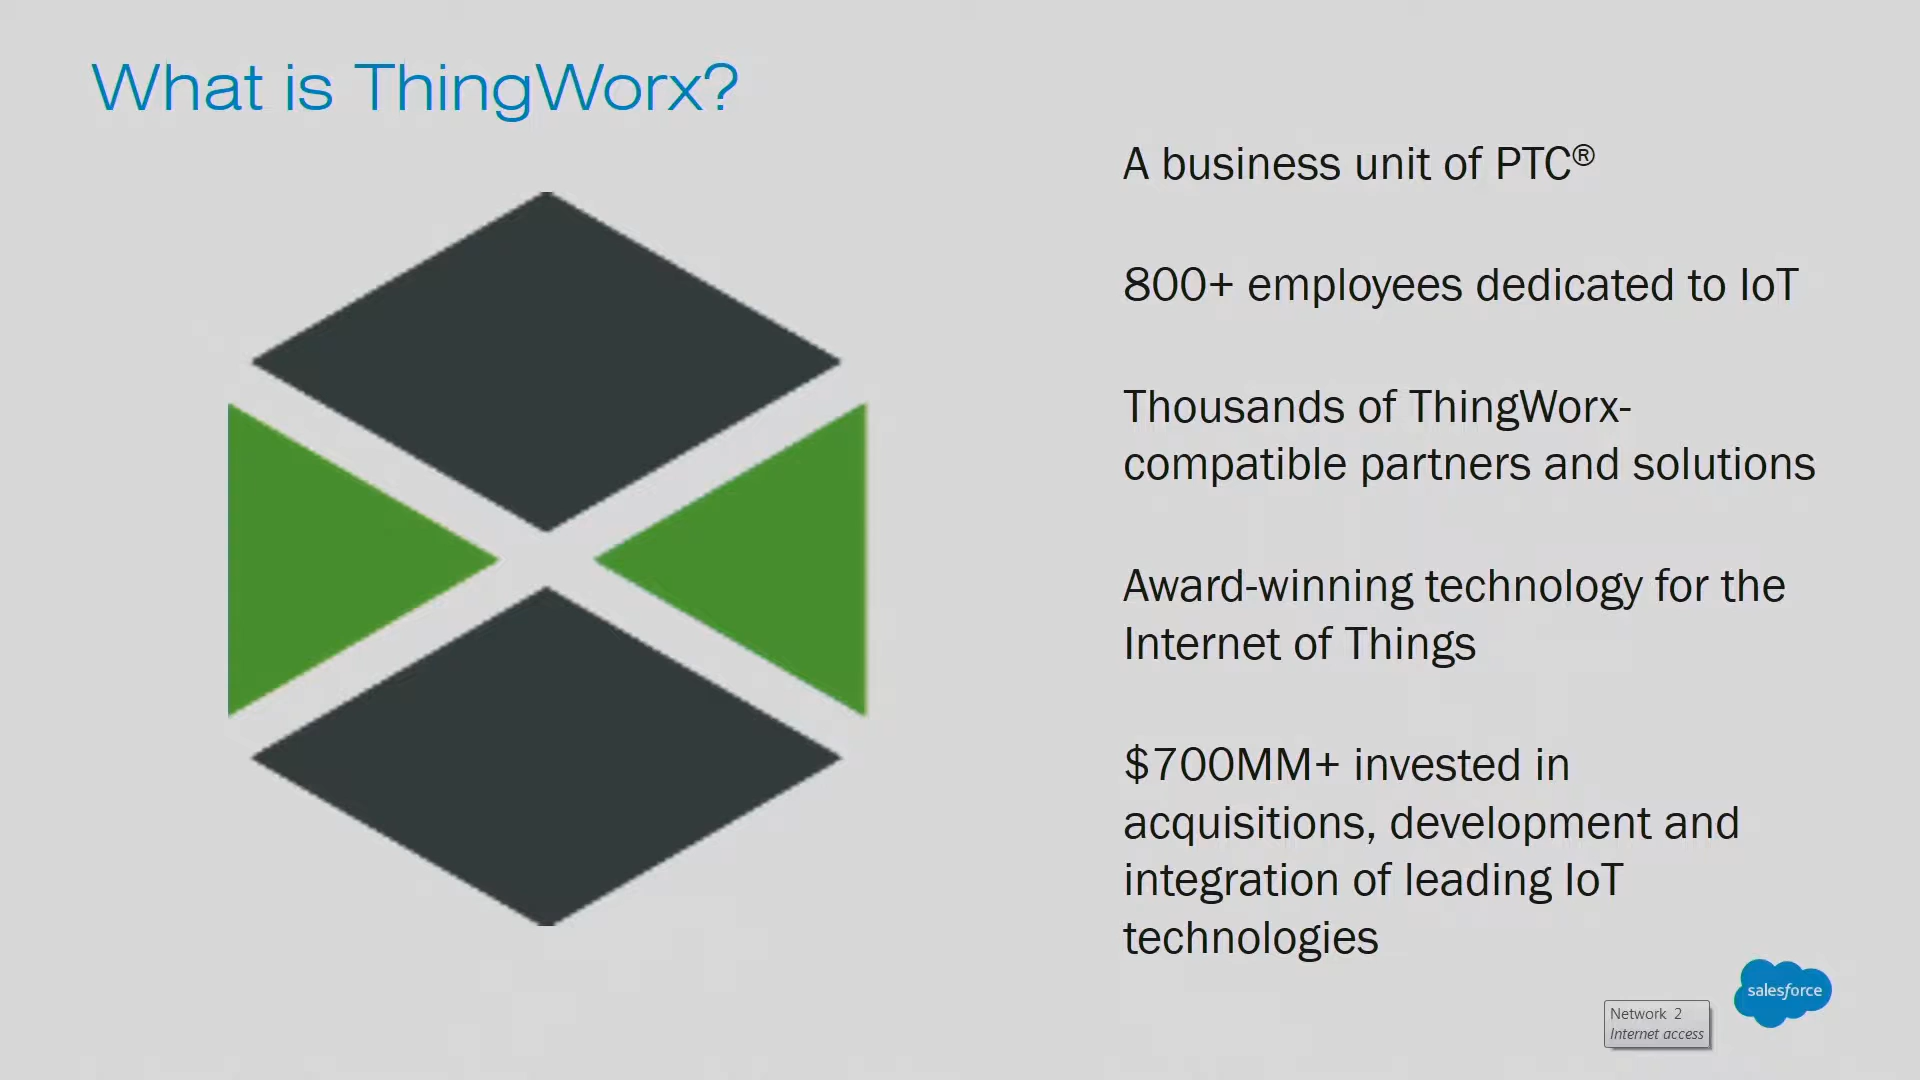 What is ThingWorx?
A business unit of PTC®
800+ employees dedicated to IoT
Thousands of ThingWorx-
compatible partners and solutions
Award-winning technology for the
Internet of Things
$700MM+ invested in
acquisitions, development and
integration of leading IoT
technologies
salesforce
Network 2
Internet access